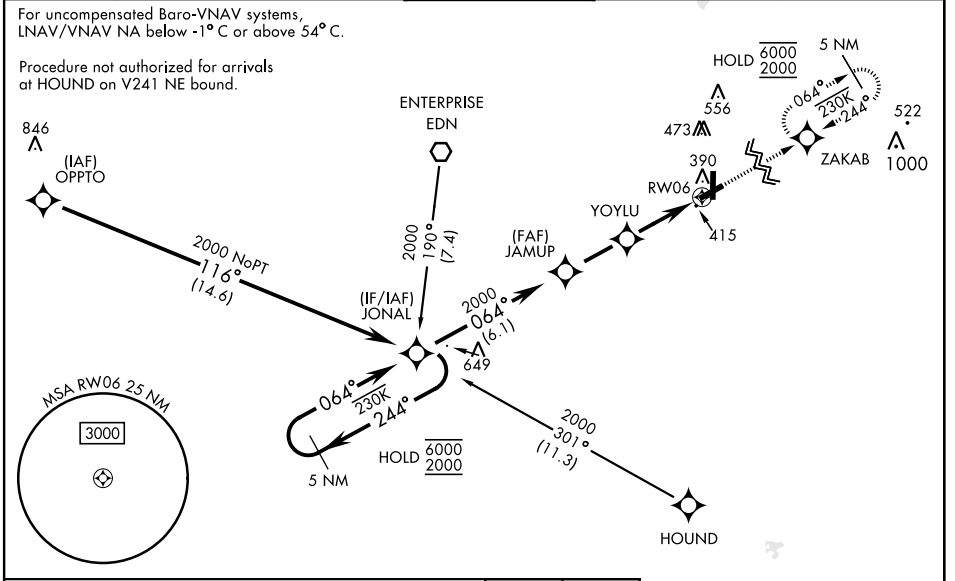 For uncompensated Baro-VNAV systems,
LNAV/VNAV NA below -1°C or above 54°C.
Procedure not authorized for arrivals
at HOUND on V241 NE bound.
846
(IAF)
OPPTO
2000 NoPT
116°
(14.6)
ENTERPRISE
EDN
2000
190°
(7.4)
HOLD 6000
2000
5 NM
064°
230K
244°
556
473
522
1000
ZAKAB
390
RW06
415
YOYLU
(FAF)
JAMUP
(IF/IAF)
JONAL
2000
064°
(6.1)
649
064°
230K
244°
5 NM
HOLD 6000
2000
2000
301°
(11.3)
HOUND
MSA RW06 25 NM
3000